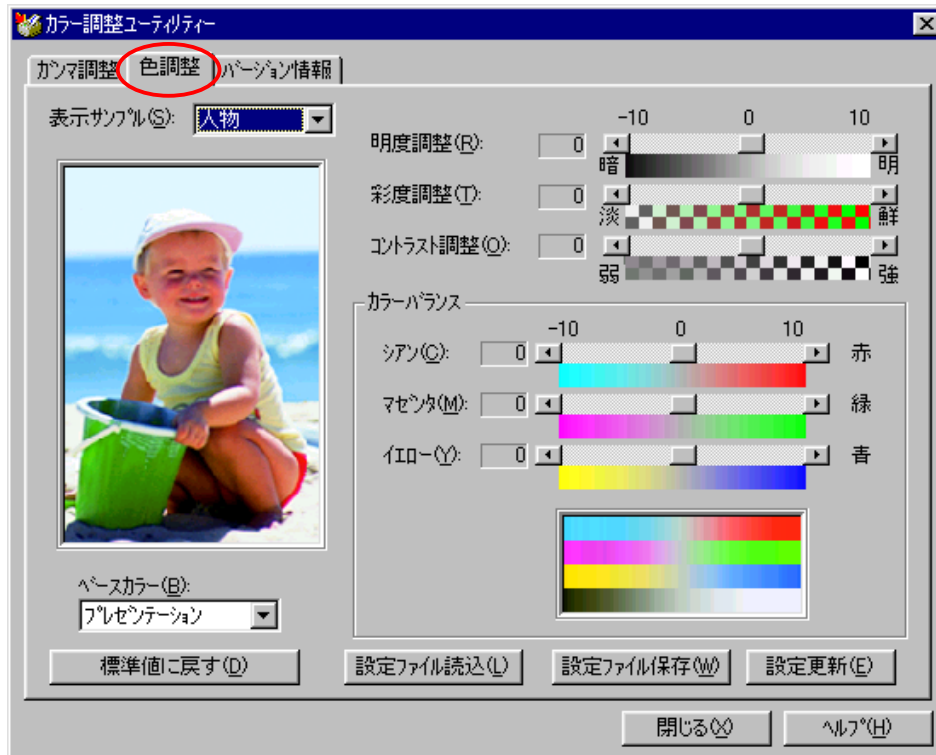 カラー調整ユーティリティー
ガンマ調整 色調整 バージョン情報
表示サンプル(S): 人物
-10 0 10
明度調整(R): 0
暗 明
彩度調整(T): 0
淡 鮮
コントラスト調整(O): 0
弱 強
カラーバランス
-10 0 10
シアン(C): 0 赤
マゼンタ(M): 0 緑
イエロー(Y): 0 青
ベースカラー(B):
プレゼンテーション
標準値に戻す(D) 設定ファイル読込(L) 設定ファイル保存(W) 設定更新(E)
閉じる(X) ヘルプ(H)